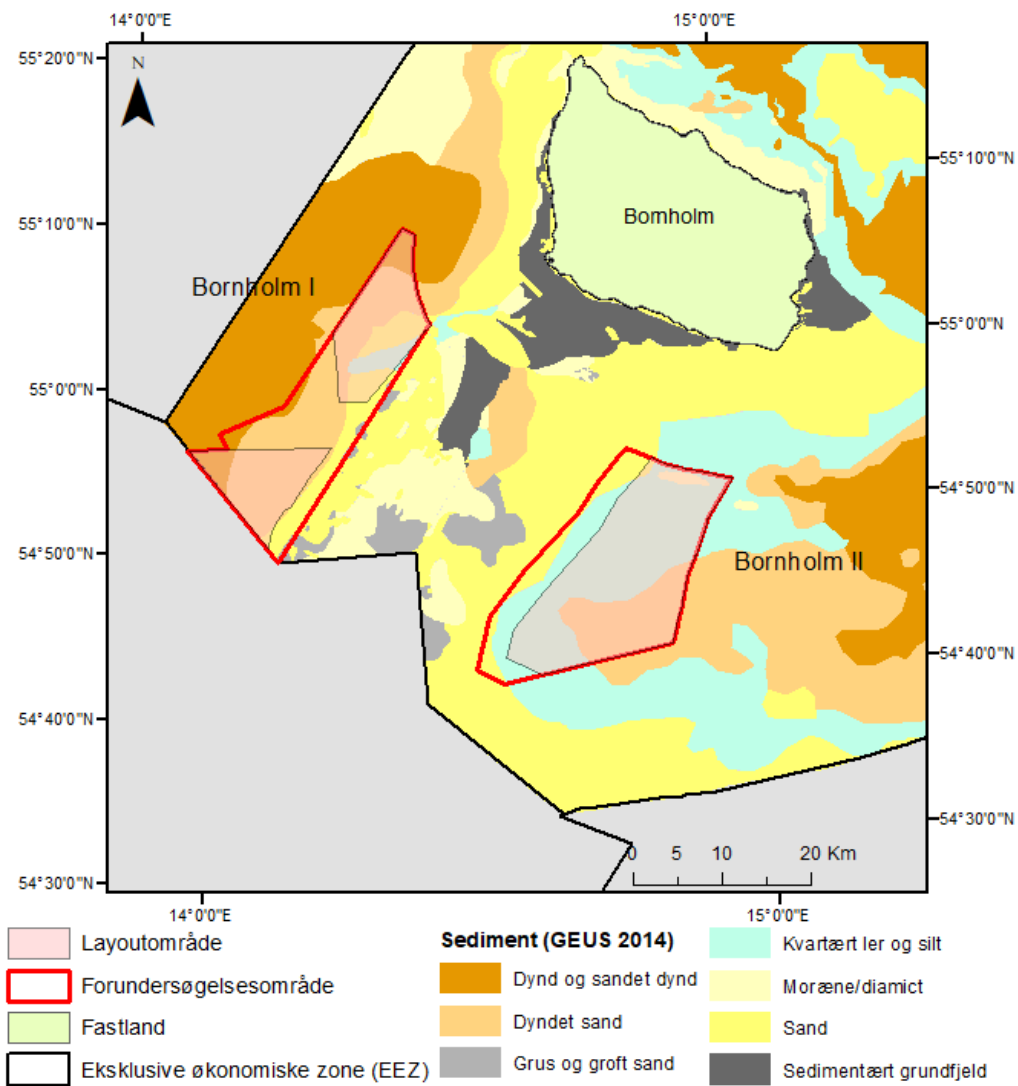 14°0'0"E 15°0'0"E
55°20'0"N
N
55°10'0"N
Bornholm
55°10'0"N
Bornholm I
55°0'0"N
55°0'0"N
54°50'0"N
Bornholm II
54°50'0"N
54°40'0"N
54°40'0"N
54°30'0"N
0 5 10 20 Km
54°30'0"N
14°0'0"E 15°0'0"E
Layoutområde
Forundersøgelsesområde
Fastland
Eksklusive økonomiske zone (EEZ)
Sediment (GEUS 2014)
Dynd og sandet dynd
Dyndet sand
Grus og groft sand
Kvartært ler og silt
Moræne/diamict
Sand
Sedimentært grundfjeld